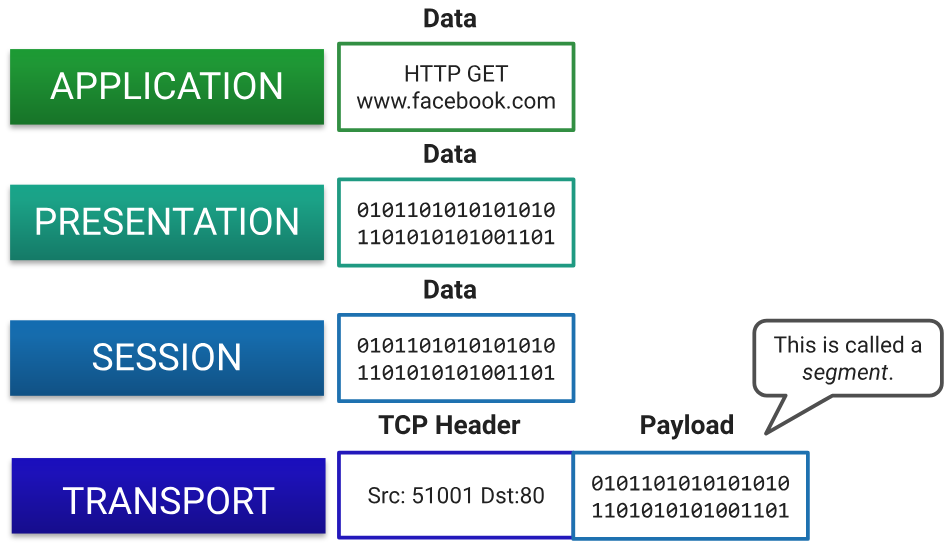 Data
APPLICATION
HTTP GET
www.facebook.com
Data
PRESENTATION
0101101010101010
1101010101001101
Data
SESSION
0101101010101010
1101010101001101
This is called a
segment.
TCP Header
Payload
TRANSPORT
Src: 51001 Dst:80
0101101010101010
1101010101001101